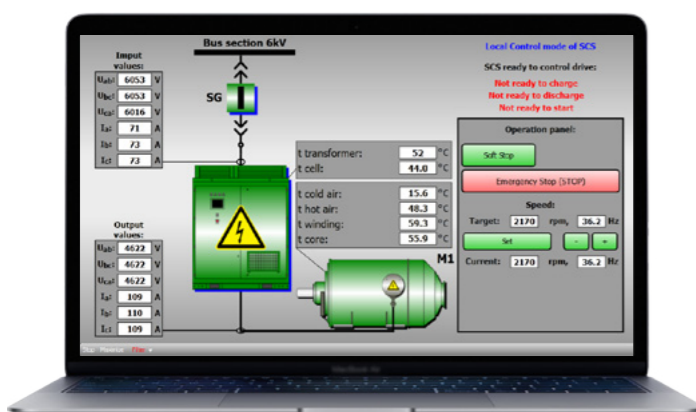 Bus section 6kV
Imput
values:
Uab: 6053 V
Ubc: 6053 V
Uca: 6016 V
Ia: 71 A
Ib: 73 A
Ic: 73 A
SG
Output
values:
Uab: 4622 V
Ubc: 4622 V
Uca: 4622 V
Ia: 109 A
Ib: 110 A
Ic: 109 A
t transformer: 52 °C
t cell: 44.0 °C
t cold air: 15.6 °C
t hot air: 48.3 °C
t winding: 59.3 °C
t core: 55.9 °C
M1
Local Control mode of SCS
SCS ready to control drive:
Not ready to charge
Not ready to discharge
Not ready to start
Operation panel:
Soft Stop
Emergency Stop (STOP)
Speed:
Target: 2170 rpm, 36.2 Hz
Set - +
Current: 2170 rpm, 36.2 Hz
MacBook Air